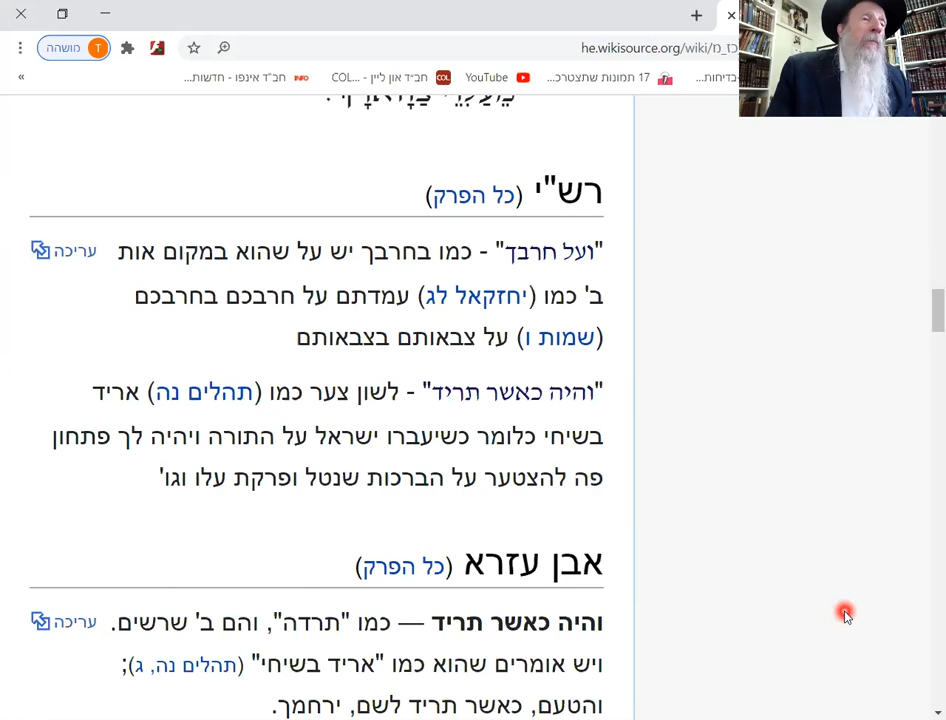 מושהה T
he.wikisource.org/wiki/כז_מ
בדיחות...
17 תמונות שתצטרכ...
YouTube
חב״ד און ליין - COL...
חב"ד אינפו - חדשות...
רש"י (כל הפרק)
עריכה
"ועל חרבך" - כמו בחרבך יש על שהוא במקום אות
ב' כמו (יחזקאל לג) עמדתם על חרבכם בחרבכם
(שמות ו) על צבאותם בצבאותם
"והיה כאשר תריד" - לשון צער כמו (תהלים נה) אריד
בשיחי כלומר כשיעברו ישראל על התורה ויהיה לך פתחון
פה להצטער על הברכות שנטל ופרקת עלו וגו'
אבן עזרא (כל הפרק)
עריכה
והיה כאשר תריד — כמו "תרדה", והם ב' שרשים.
ויש אומרים שהוא כמו "אריד בשיחי" (תהלים נה, ג);
והטעם, כאשר תריד לשם, ירחמך.